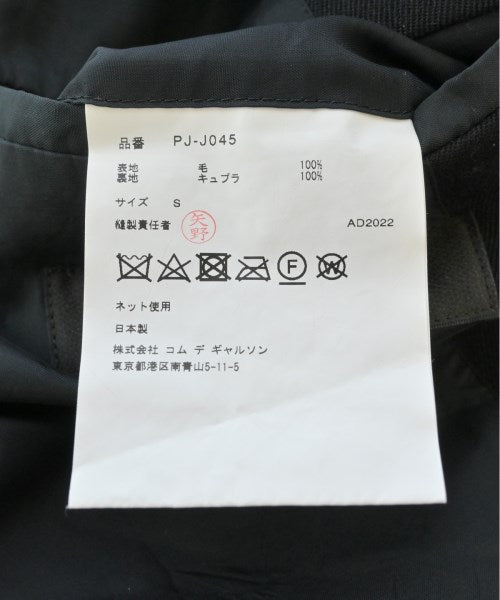 品番 PJ-J045
表地 毛 100%
裏地 キュプラ 100%
サイズ S
縫製責任者 矢野 AD2022
F W
ネット使用
日本製
株式会社 コム デ ギャルソン
東京都港区南青山5-11-5